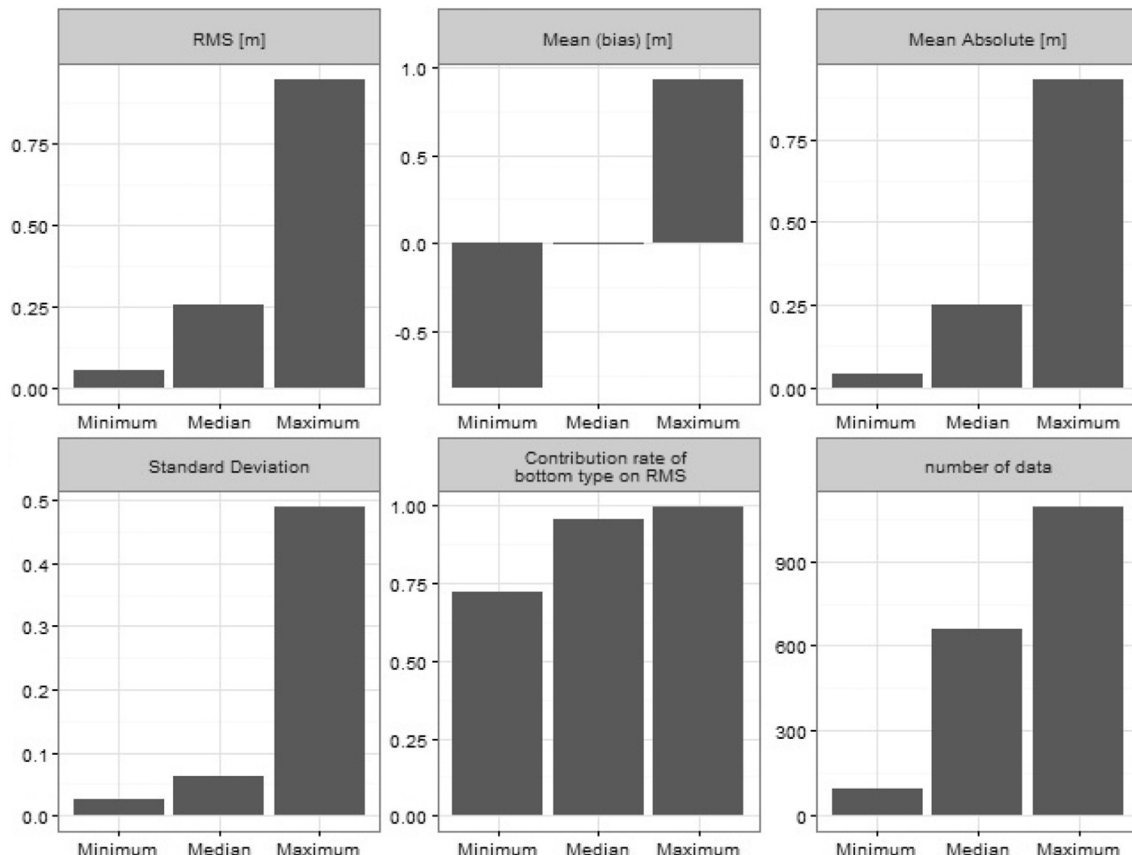 RMS [m]
Mean (bias) [m]
Mean Absolute [m]
0.75
0.50
0.25
0.00
1.0
0.5
0.0
-0.5
0.75
0.50
0.25
0.00
Minimum Median Maximum
Minimum Median Maximum
Minimum Median Maximum
Standard Deviation
Contribution rate of
bottom type on RMS
number of data
0.5
0.4
0.3
0.2
0.1
0.0
1.00
0.75
0.50
0.25
0.00
900
600
300
0
Minimum Median Maximum
Minimum Median Maximum
Minimum Median Maximum